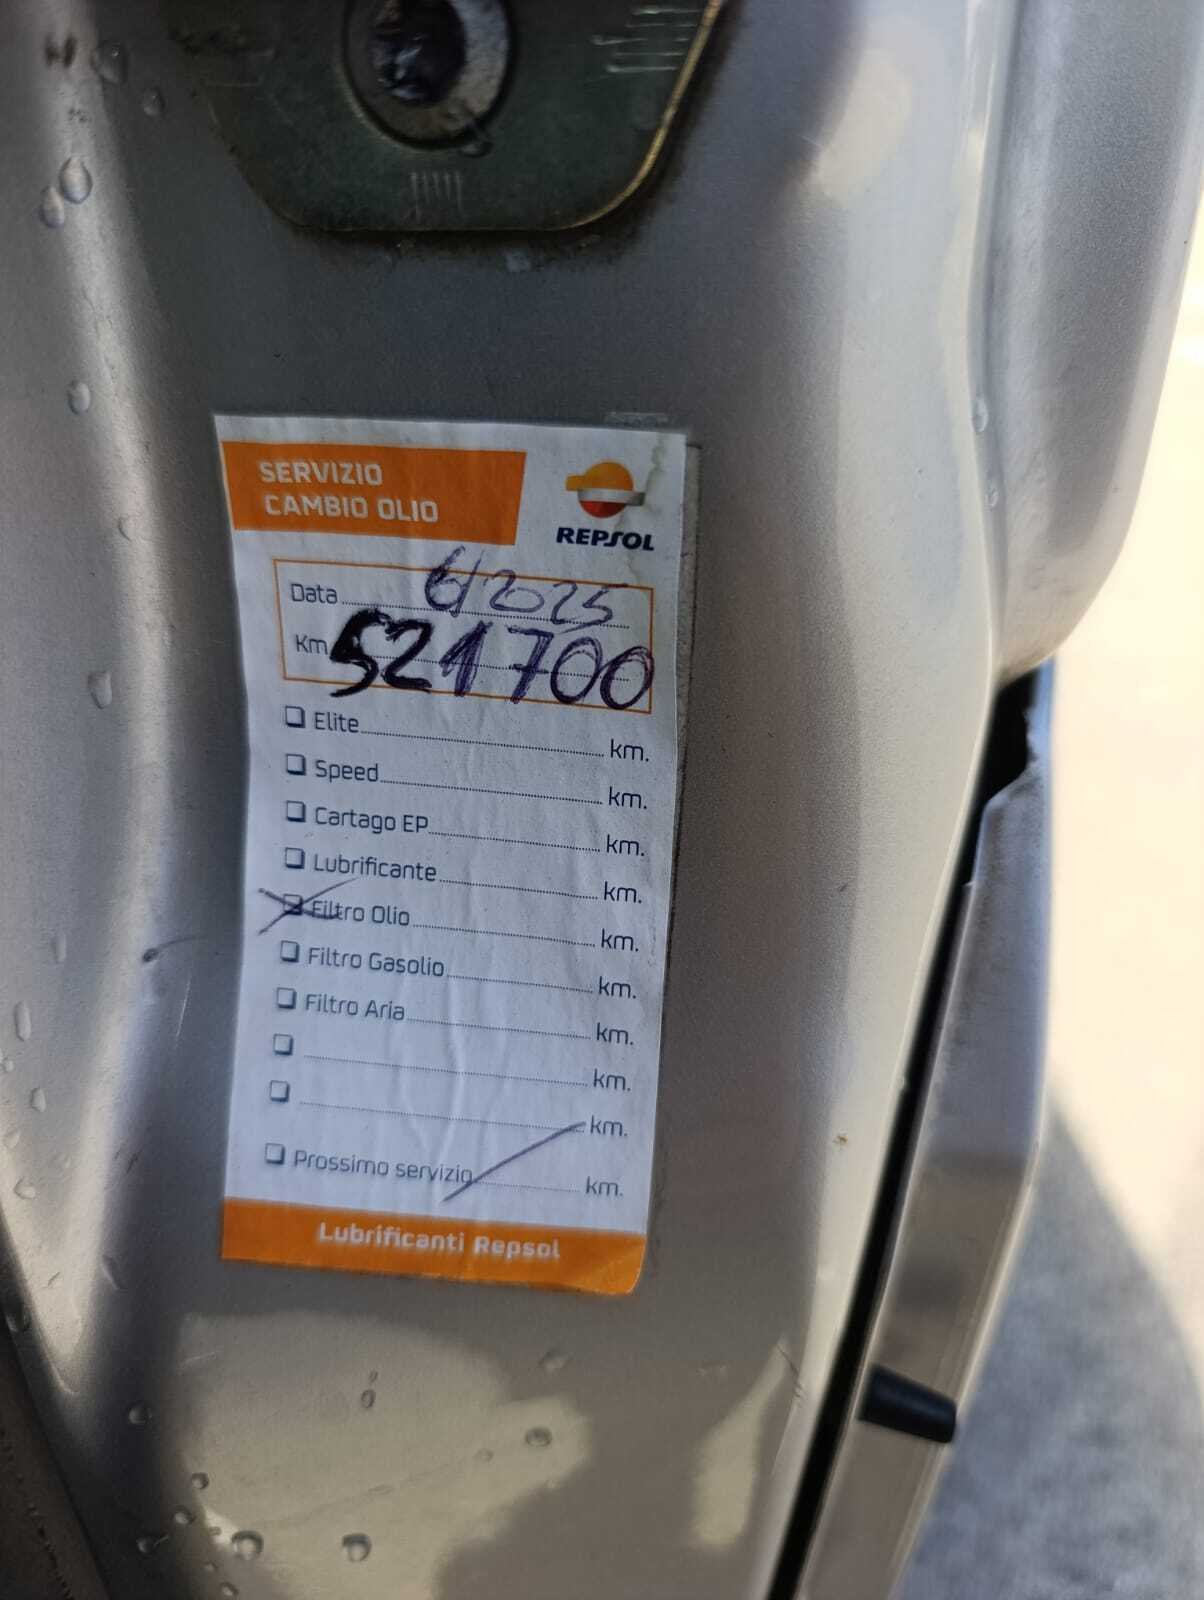 SERVIZIO
CAMBIO OLIO
REPSOL
Data 6/2025
Km 521700
Elite km.
Speed km.
Cartago EP km.
Lubrificante km.
Filtro Olio km.
Filtro Gasolio km.
Filtro Aria km.
km.
km.
Prossimo servizio km.
Lubrificanti Repsol